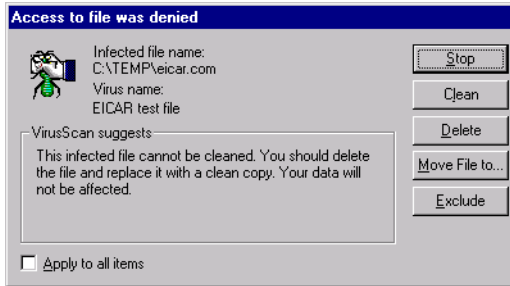 Access to file was denied
Infected file name:
C:\TEMP\eicar.com
Virus name:
EICAR test file
VirusScan suggests
This infected file cannot be cleaned. You should delete
the file and replace it with a clean copy. Your data will
not be affected.
Apply to all items
Stop
Clean
Delete
Move File to...
Exclude